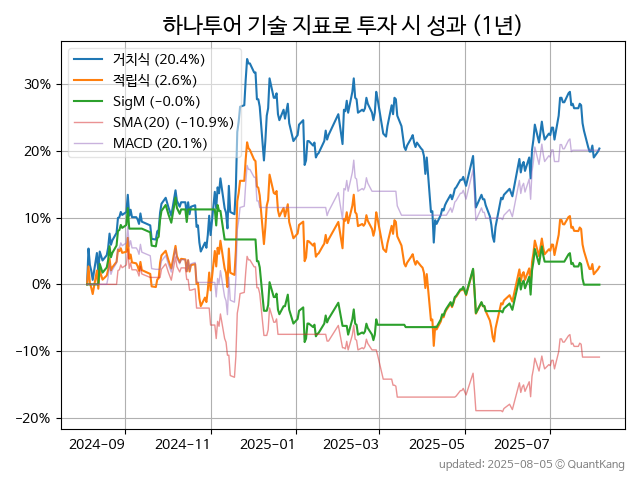 하나투어 기술 지표로 투자 시 성과 (1년)
거치식 (20.4%)
적립식 (2.6%)
SigM (−0.0%)
SMA(20) (−10.9%)
MACD (20.1%)
30%
20%
10%
0%
−10%
−20%
2024-09 2024-11 2025-01 2025-03 2025-05 2025-07
updated: 2025-08-05 ⓒ QuantKang